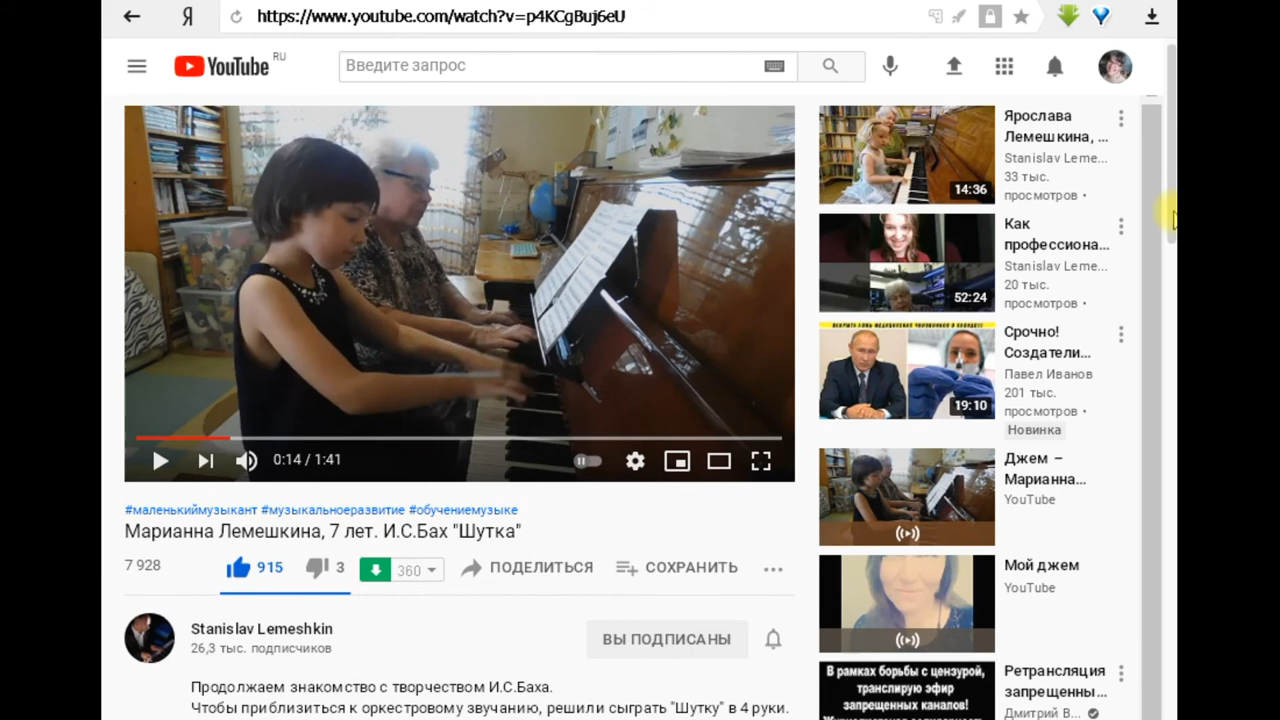 https://www.youtube.com/watch?v=p4KCgBuj6eU
YouTube RU
Введите запрос
14:36
Ярослава
Лемешкина, ...
Stanislav Leme...
33 тыс.
просмотров •
52:24
Как
профессиона...
Stanislav Leme...
20 тыс.
просмотров •
19:10
Срочно!
Создатели...
Павел Иванов
201 тыс.
просмотров •
Новинка
Джем –
Марианна...
YouTube
Мой джем
YouTube
В рамках борьбы с цензурой,
транслирую эфир
запрещенных каналов!
Ретрансляция
запрещенны...
Дмитрий В...
0:14 / 1:41
#маленькиймузыкант #музыкальноеразвитие #обучениемузыке
Марианна Лемешкина, 7 лет. И.С.Бах "Шутка"
7 928
915
3
360
ПОДЕЛИТЬСЯ
СОХРАНИТЬ
Stanislav Lemeshkin
26,3 тыс. подписчиков
ВЫ ПОДПИСАНЫ
Продолжаем знакомство с творчеством И.С.Баха.
Чтобы приблизиться к оркестровому звучанию, решили сыграть "Шутку" в 4 руки.